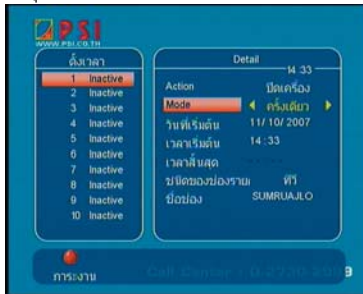 PSI
WWW.PSI.CO.TH
ตั้งเวลา
1 Inactive
2 Inactive
3 Inactive
4 Inactive
5 Inactive
6 Inactive
7 Inactive
8 Inactive
9 Inactive
10 Inactive
Detail
14:33
Action ปิดเครื่อง
Mode ครั้งเดียว
วันที่เริ่มต้น 11/ 10/ 2007
เวลาเริ่มต้น 14:33
เวลาสิ้นสุด
ชนิดของช่องราย ทีวี
ชื่อช่อง SUMRUAJLO
ภาระงาน
Call Center : 0-2730-2999